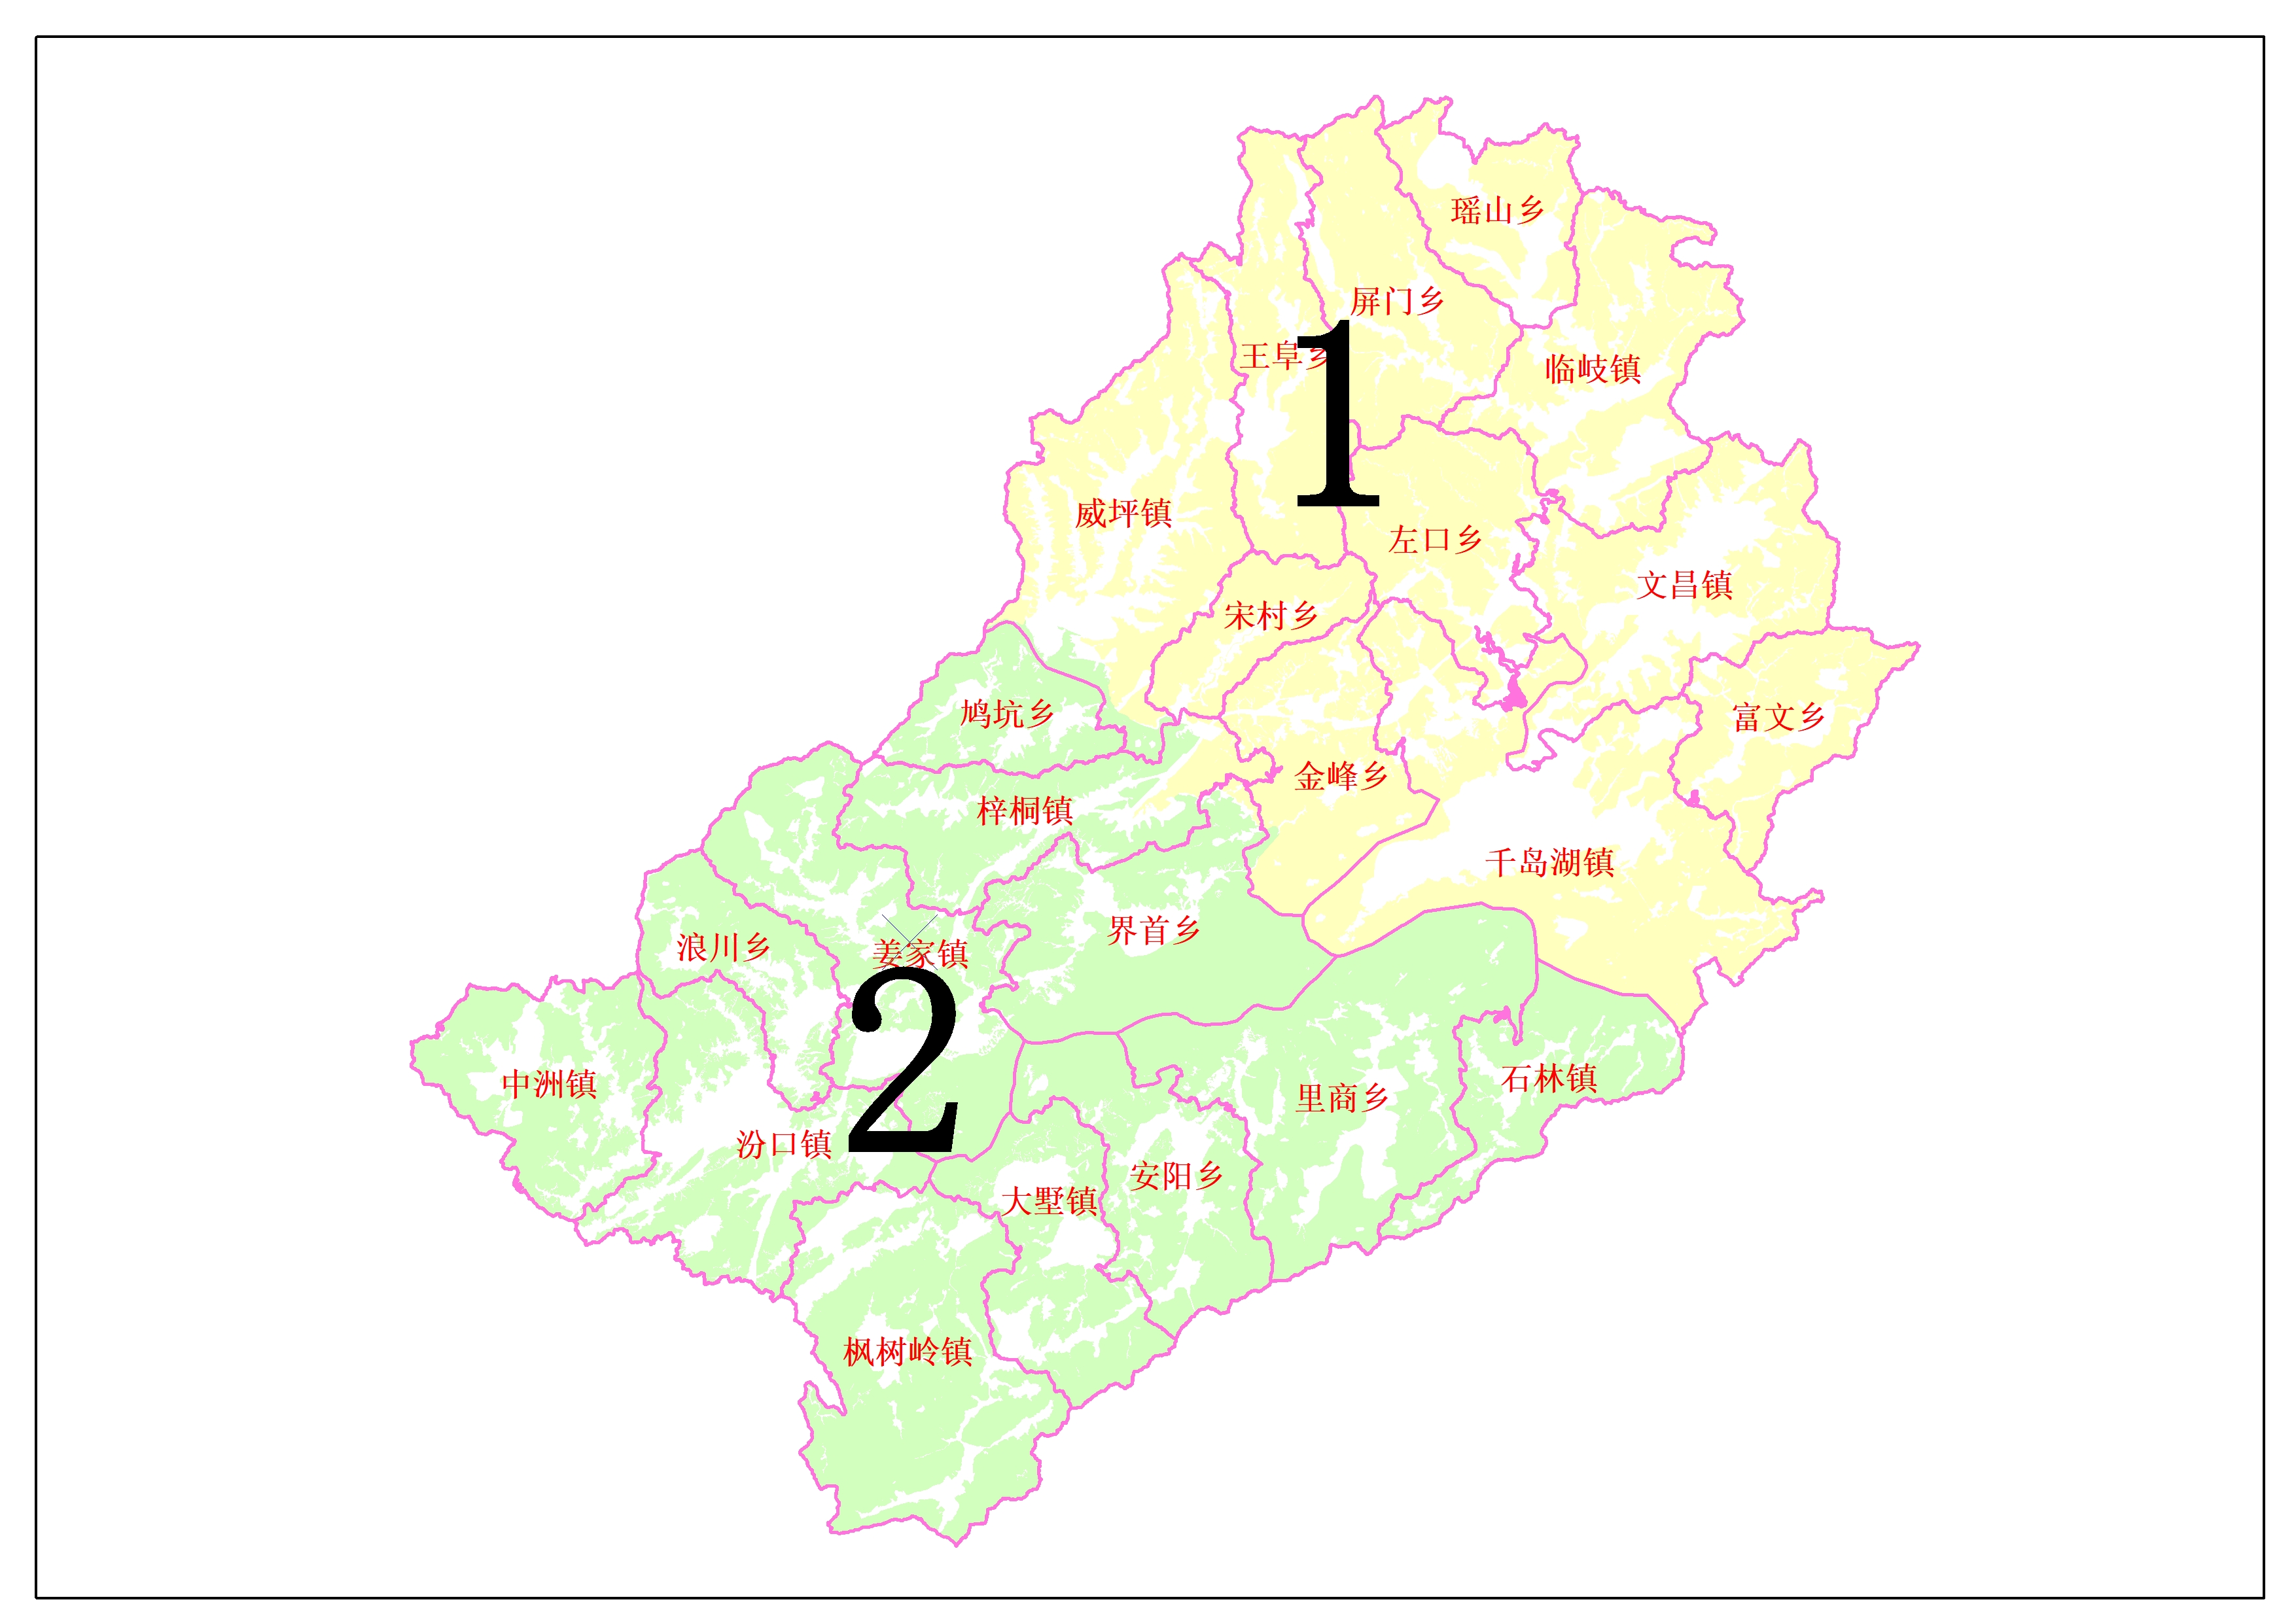 瑶山乡
屏门乡
王阜乡
临岐镇
1
威坪镇
左口乡
文昌镇
宋村乡
鸠坑乡
富文乡
金峰乡
梓桐镇
千岛湖镇
界首乡
浪川乡
姜家镇
2
中洲镇
石林镇
里商乡
汾口镇
安阳乡
大墅镇
枫树岭镇